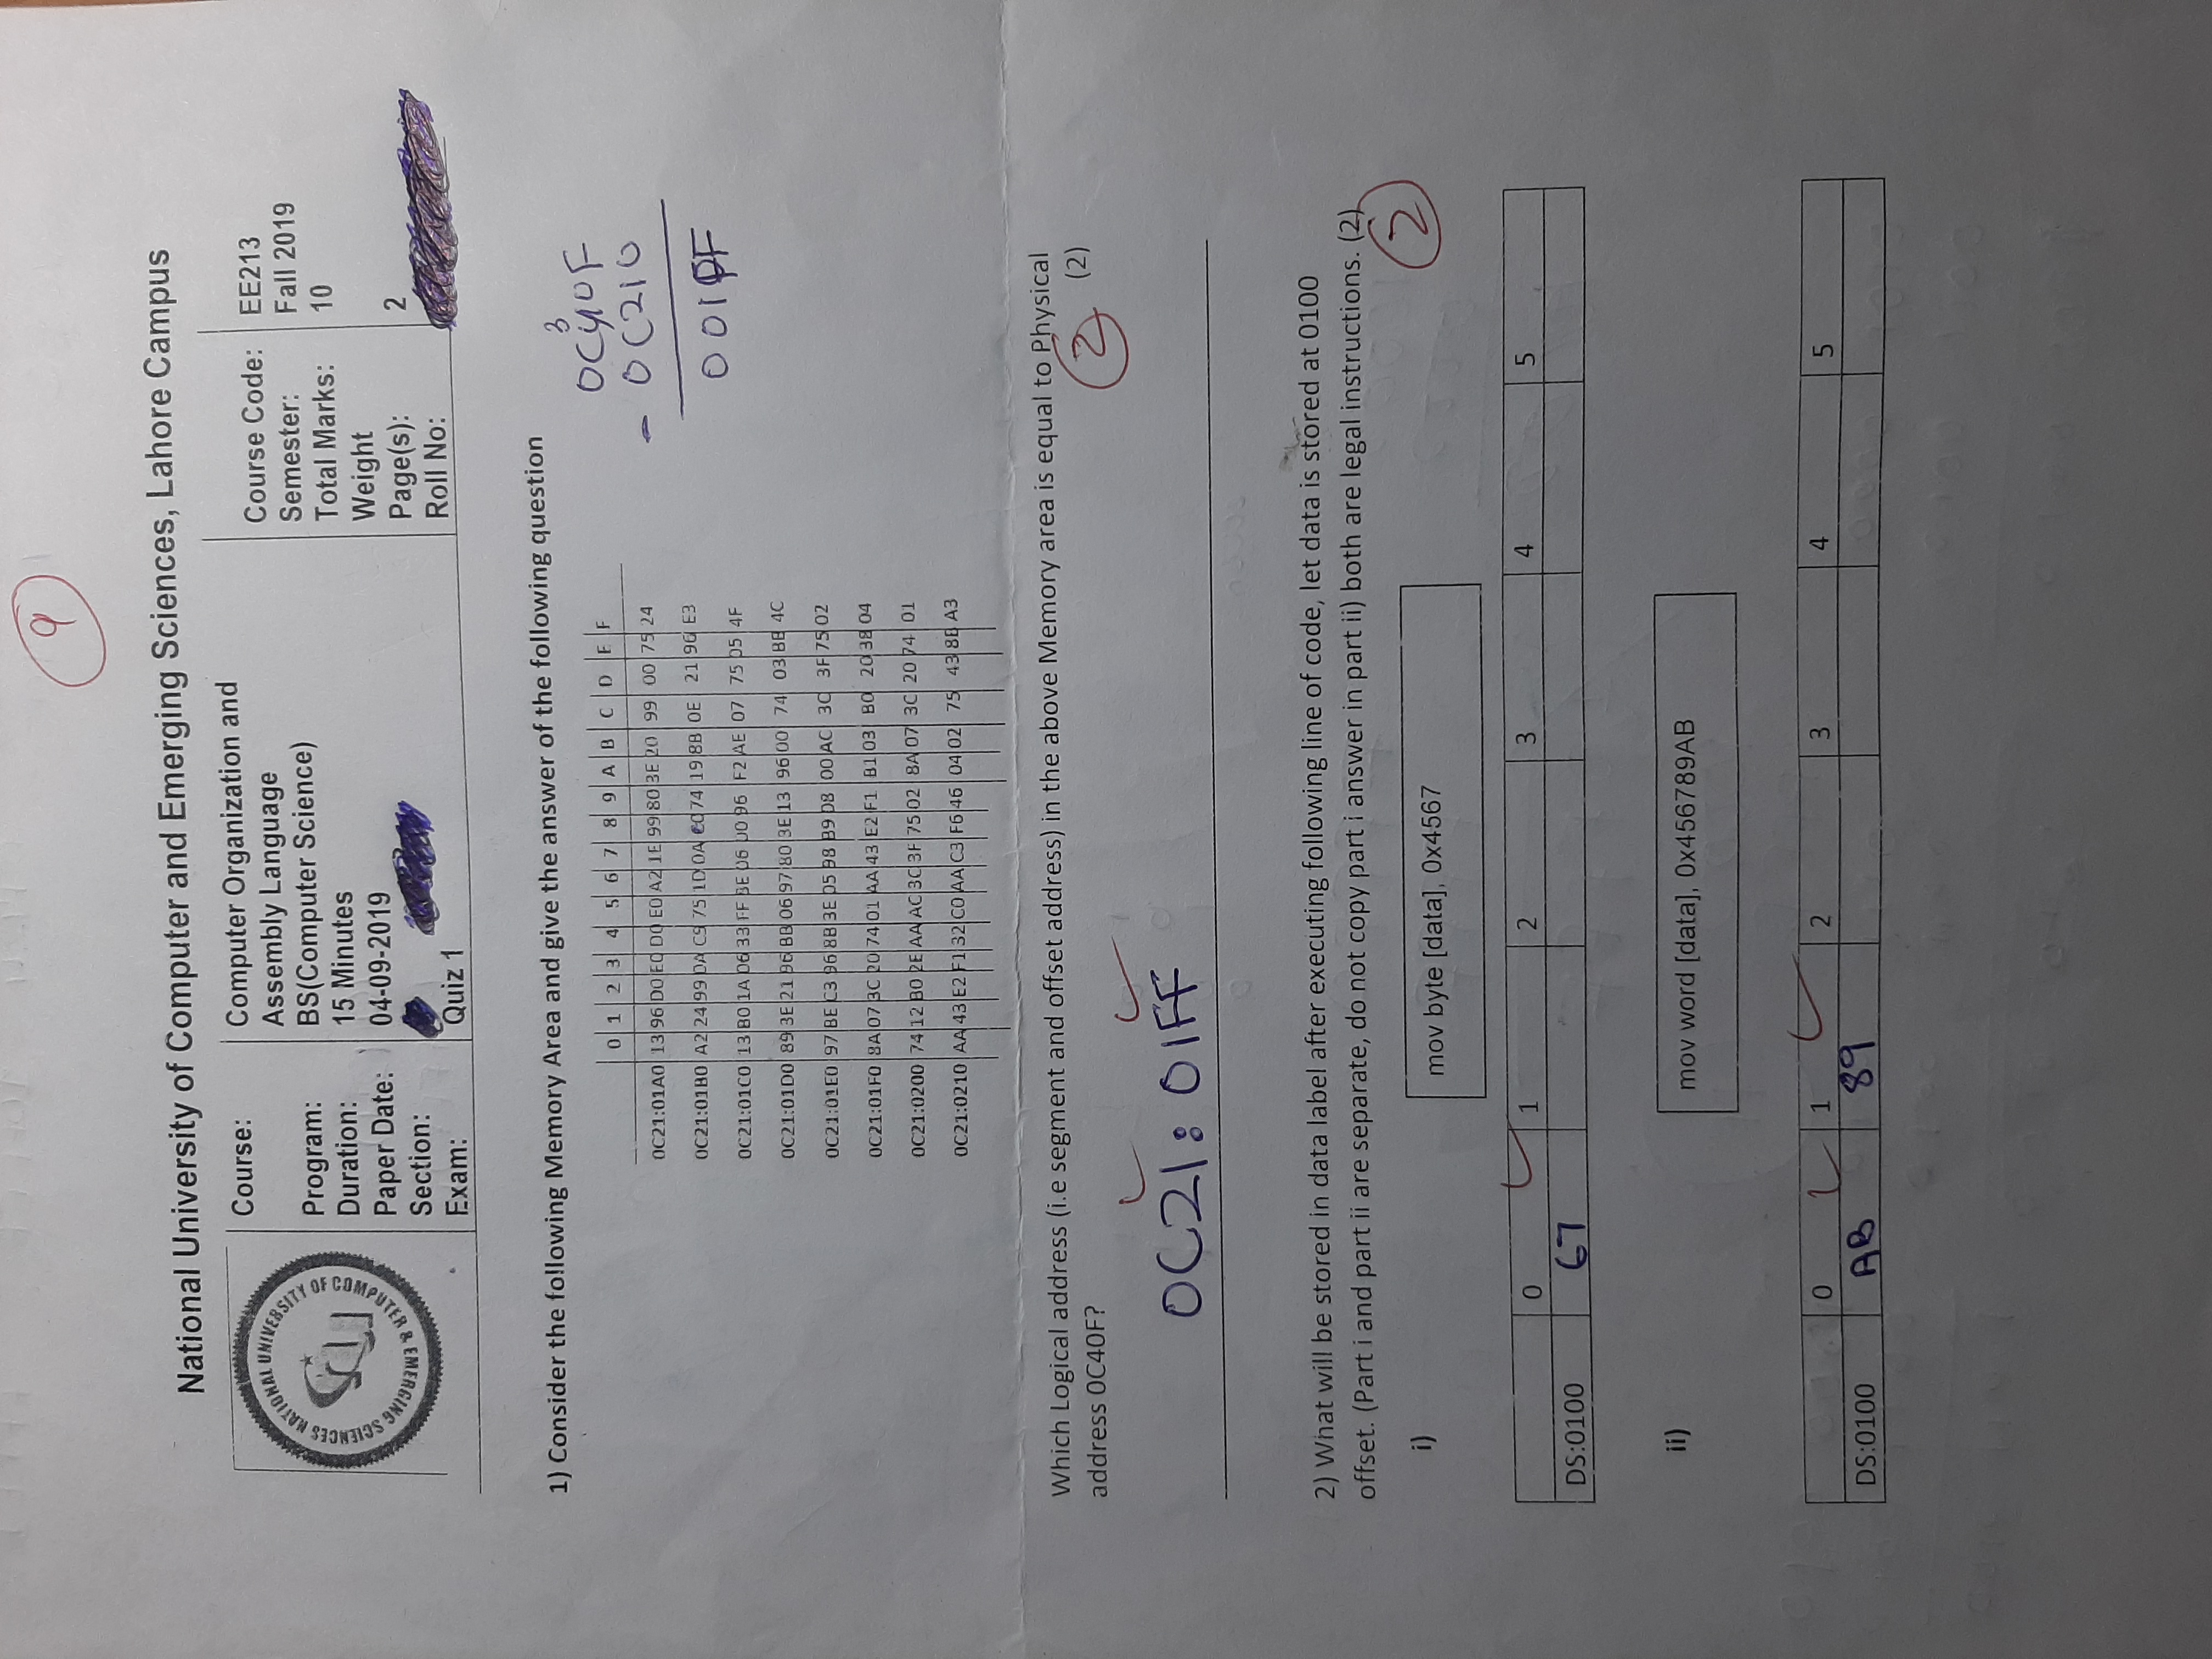 9
National University of Computer and Emerging Sciences, Lahore Campus
NATIONAL UNIVERSITY OF COMPUTER & EMERGING SCIENCES
Course: Computer Organization and Assembly Language
Program: BS(Computer Science)
Duration: 15 Minutes
Paper Date: 04-09-2019
Section:
Exam: Quiz 1
Course Code: EE213
Semester: Fall 2019
Total Marks: 10
Weight
Page(s): 2
Roll No:
1) Consider the following Memory Area and give the answer of the following question
0 1 2 3 4 5 6 7 8 9 A B C D E F
0C21:01A0 13 96 D0 E0 D0 E0 A2 1E 99 80 3E 20 99 00 75 24
0C21:01B0 A2 24 99 0A C9 75 1D 0A C0 74 19 8B 0E 21 96 E3
0C21:01C0 13 B0 1A 06 33 FF BE 06 00 96 F2 AE 07 75 05 4F
0C21:01D0 89 3E 21 96 BB 06 97 80 3E 13 96 00 74 03 BB 4C
0C21:01E0 97 BE C3 96 8B 3E 05 98 B9 08 00 AC 3C 3F 75 02
0C21:01F0 8A 07 3C 20 74 01 AA 43 E2 F1 B1 03 B0 20 38 04
0C21:0200 74 12 B0 2E AA AC 3C 3F 75 02 8A 07 3C 20 74 01
0C21:0210 AA 43 E2 F1 32 C0 AA C3 F6 46 04 02 75 43 8B A3
3
0C40F
- 0C210
001FF
Which Logical address (i.e segment and offset address) in the above Memory area is equal to Physical
address 0C40F? (2)
2
0C21: 01FF
2) What will be stored in data label after executing following line of code, let data is stored at 0100
offset. (Part i and part ii are separate, do not copy part i answer in part ii) both are legal instructions. (2)
2
i)
mov byte [data], 0x4567
0 1 2 3 4 5
DS:0100 67
ii)
mov word [data], 0x456789AB
0 1 2 3 4 5
DS:0100 AB 89